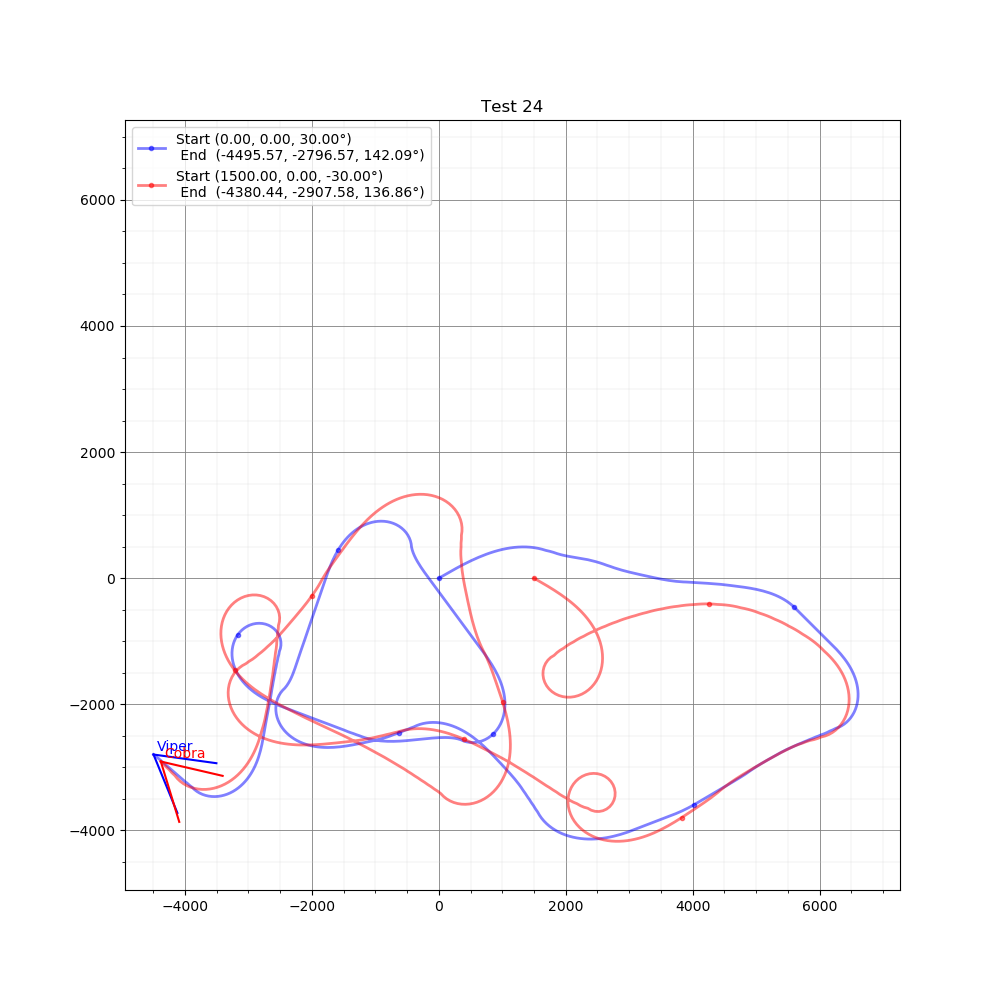 Test 24
Start (0.00, 0.00, 30.00°)
End (-4495.57, -2796.57, 142.09°)
Start (1500.00, 0.00, -30.00°)
End (-4380.44, -2907.58, 136.86°)
6000
4000
2000
0
−2000
−4000
Viper
Cobra
−4000 −2000 0 2000 4000 6000